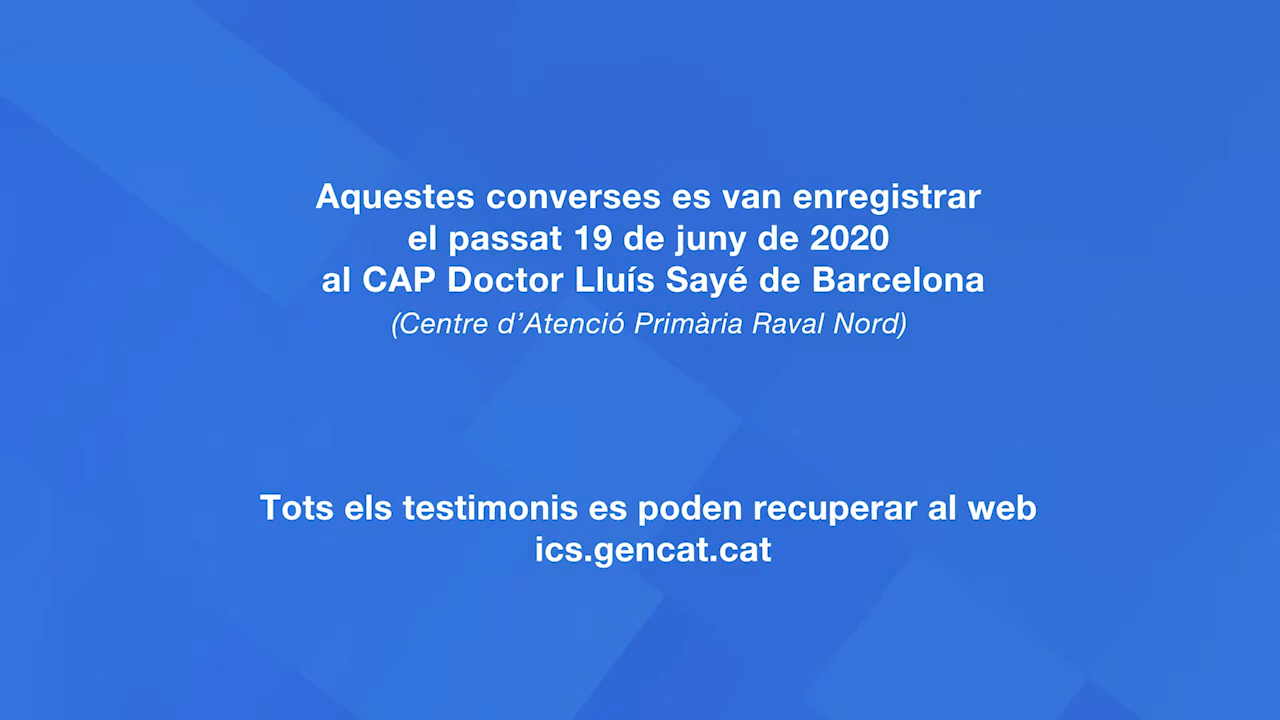 Aquestes converses es van enregistrar
el passat 19 de juny de 2020
al CAP Doctor Lluís Sayé de Barcelona
(Centre d’Atenció Primària Raval Nord)
Tots els testimonis es poden recuperar al web
ics.gencat.cat